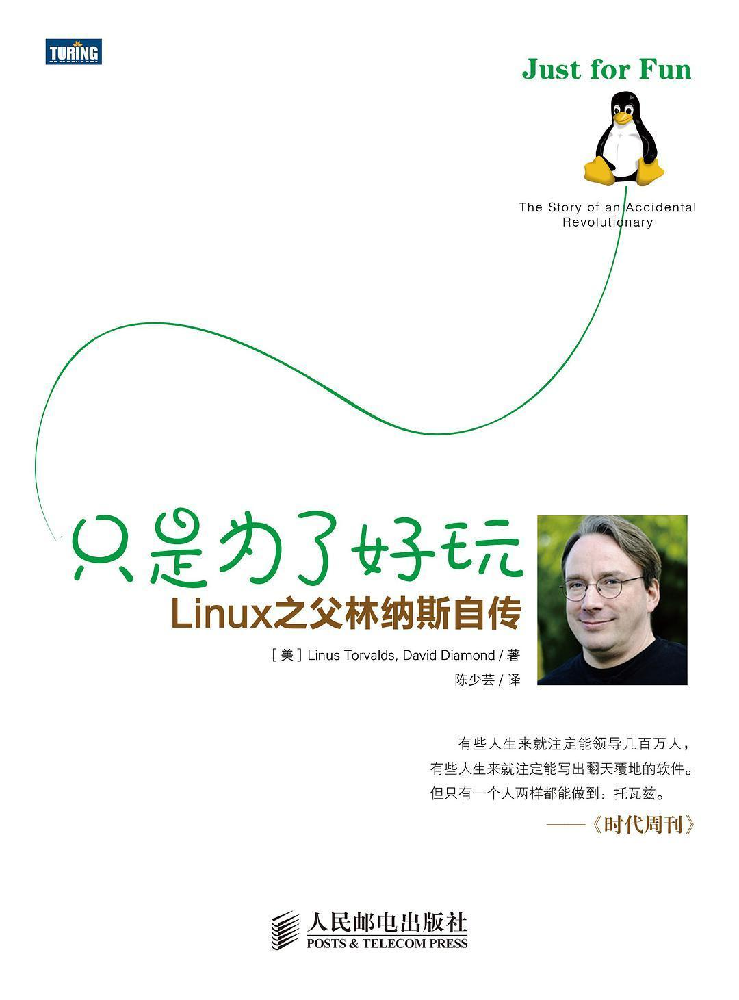 TURING
Just for Fun
The Story of an Accidental
Revolutionary
只是为了好玩
Linux之父林纳斯自传
[美] Linus Torvalds, David Diamond / 著
陈少芸 / 译
有些人生来就注定能领导几百万人，
有些人生来就注定能写出翻天覆地的软件。
但只有一个人两样都能做到：托瓦兹。
——《时代周刊》
人民邮电出版社
POSTS & TELECOM PRESS